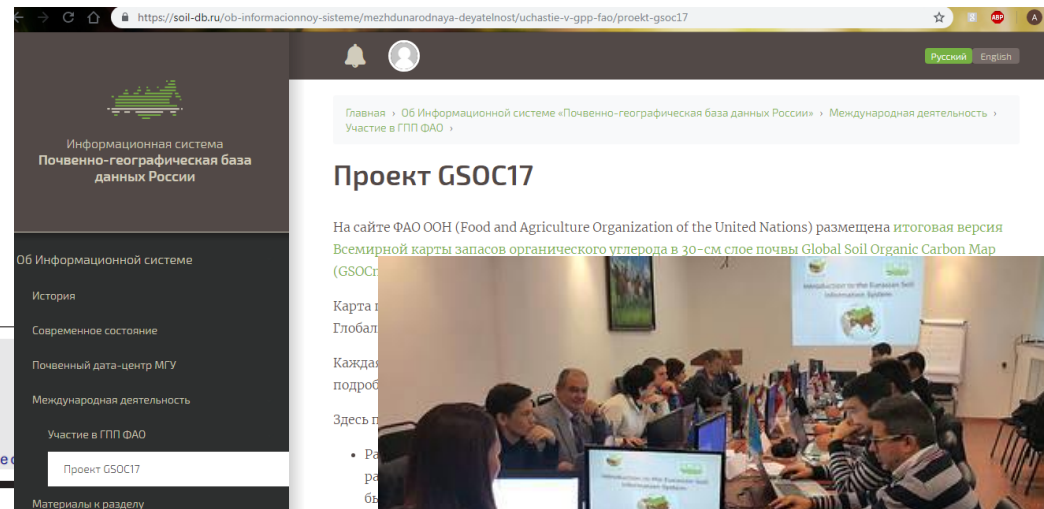 https://soil-db.ru/ob-informacionnoy-sisteme/mezhdunarodnaya-deyatelnost/uchastie-v-gpp-fao/proekt-gsoc17
ABP
A
Русский English
Информационная система
Почвенно-географическая база
данных России
Главная › Об Информационной системе «Почвенно-географическая база данных России» › Международная деятельность ›
Участие в ГПП ФАО ›
Проект GSOC17
На сайте ФАО ООН (Food and Agriculture Organization of the United Nations) размещена итоговая версия
Всемирной карты запасов органического углерода в 30-см слое почвы Global Soil Organic Carbon Map
Карта
Здесь
Об Информационной системе
История
Современное состояние
Почвенный дата-центр МГУ
Международная деятельность
Участие в ГПП ФАО
Проект GSOC17
Материалы к разделу
Introduction to the Eurasian Soil
Information System
Introduction to the Eurasian Soil
Information System